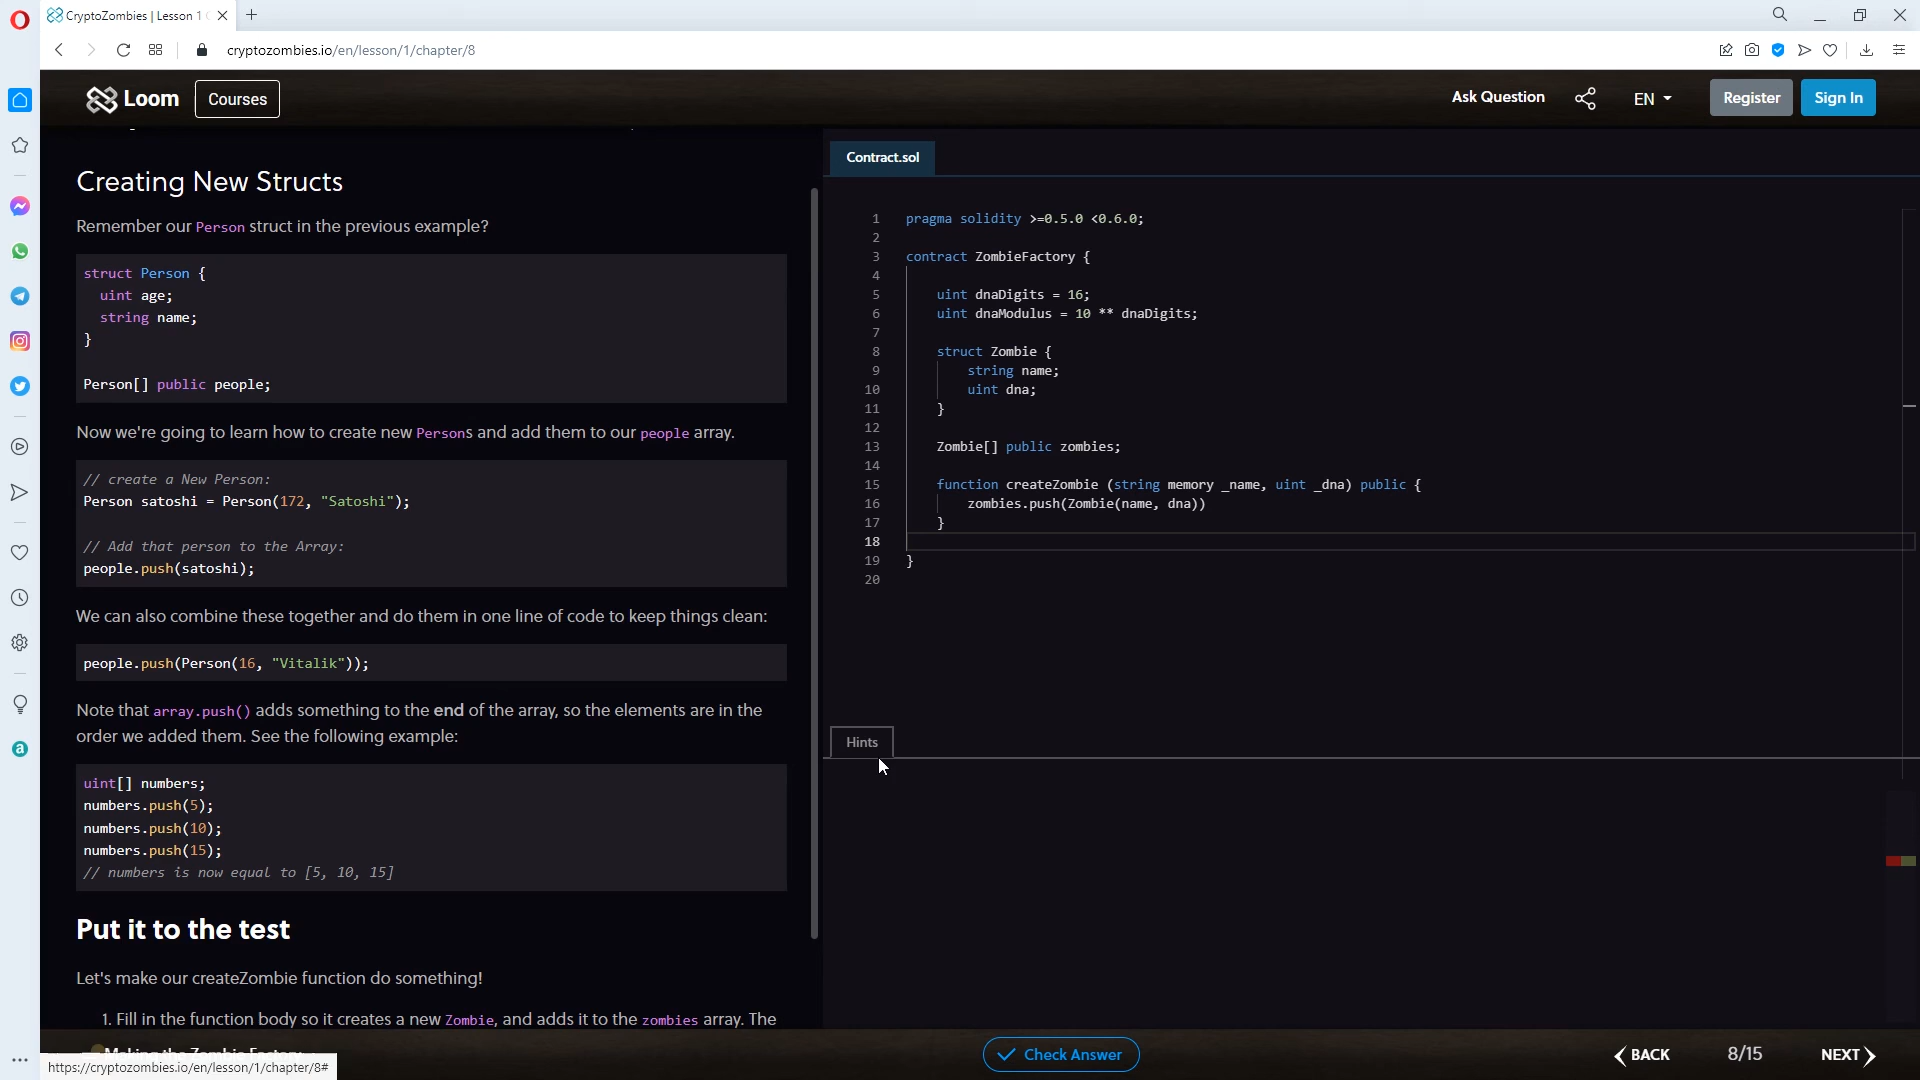 CryptoZombies | Lesson 1
cryptozombies.io/en/lesson/1/chapter/8
Loom
Courses
Ask Question
EN
Register
Sign In
Creating New Structs
Remember our Person struct in the previous example?
struct Person {
uint age;
string name;
}
Person[] public people;
Now we're going to learn how to create new Persons and add them to our people array.
// create a New Person:
Person satoshi = Person(172, "Satoshi");
// Add that person to the Array:
people.push(satoshi);
We can also combine these together and do them in one line of code to keep things clean:
people.push(Person(16, "Vitalik"));
Note that array.push() adds something to the end of the array, so the elements are in the
order we added them. See the following example:
uint[] numbers;
numbers.push(5);
numbers.push(10);
numbers.push(15);
// numbers is now equal to [5, 10, 15]
Put it to the test
Let's make our createZombie function do something!
1. Fill in the function body so it creates a new Zombie, and adds it to the zombies array. The
Contract.sol
1 pragma solidity >=0.5.0 <0.6.0;
2
3 contract ZombieFactory {
4
5 uint dnaDigits = 16;
6 uint dnaModulus = 10 ** dnaDigits;
7
8 struct Zombie {
9 string name;
10 uint dna;
11 }
12
13 Zombie[] public zombies;
14
15 function createZombie (string memory _name, uint _dna) public {
16 zombies.push(Zombie(name, dna))
17 }
18
19 }
20
Hints
Making the Zombie Factory
Check Answer
BACK
8/15
NEXT
https://cryptozombies.io/en/lesson/1/chapter/8#